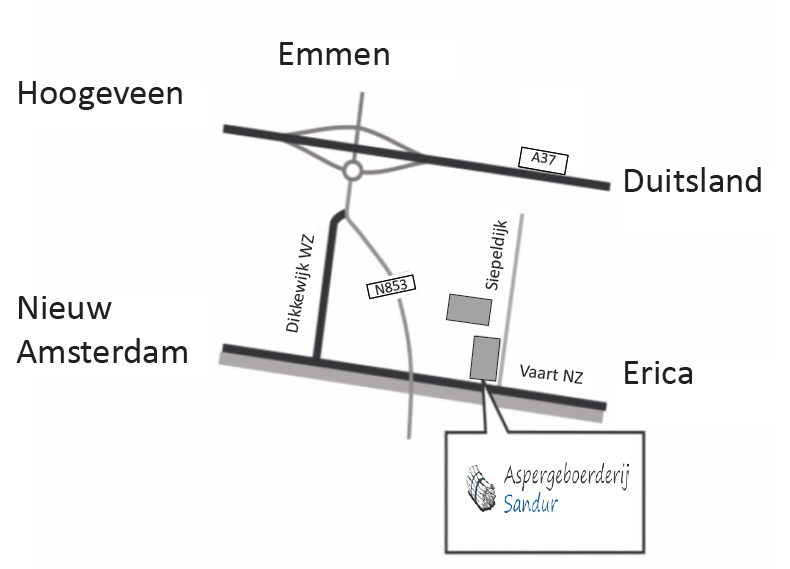 Emmen
Hoogeveen
A37
Duitsland
Siepeldijk
Dikkewijk WZ
N853
Nieuw
Amsterdam
Vaart NZ
Erica
Aspergeboerderij
Sandur